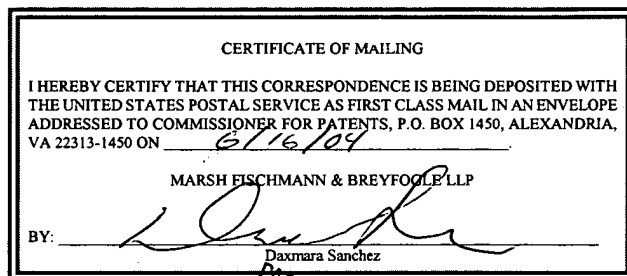 CERTIFICATE OF MAILING
I HEREBY CERTIFY THAT THIS CORRESPONDENCE IS BEING DEPOSITED WITH
THE UNITED STATES POSTAL SERVICE AS FIRST CLASS MAIL IN AN ENVELOPE
ADDRESSED TO COMMISSIONER FOR PATENTS, P.O. BOX 1450, ALEXANDRIA,
VA 22313-1450 ON 6/16/04
MARSH FISCHMANN & BREYFOGLE LLP
BY:
Daxmara Sanchez